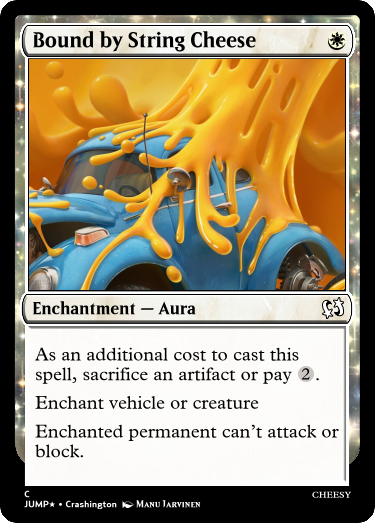 Bound by String Cheese
Enchantment — Aura
As an additional cost to cast this
spell, sacrifice an artifact or pay 2.
Enchant vehicle or creature
Enchanted permanent can't attack or
block.
C
CHEESY
JUMP★ • Crashington Manu Jarvinen